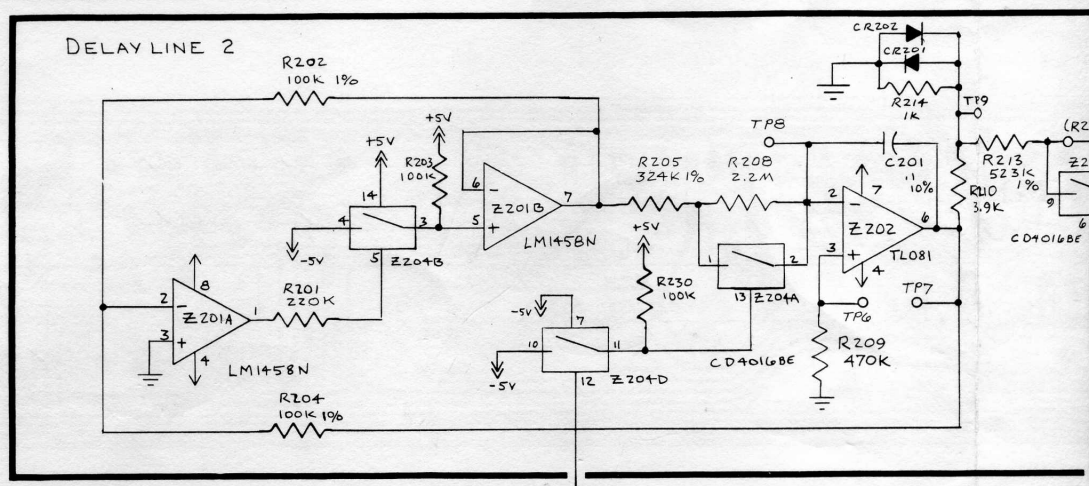 DELAY LINE 2
R202
100K 1%
+5V
+5V
R203
100K
14
4
3
5
-5V
Z204B
6
-
5
+
7
Z201B
LM1458N
R201
220K
8
2
-
3
+
1
Z201A
4
LM1458N
R204
100K 1%
R205
324K 1%
R208
2.2M
TP8
+5V
R230
100K
1
2
13
Z204A
CD4016BE
-5V
7
10
11
12
-5V
Z204D
CR202
CR201
R214
1K
TP9
C201
.1
10%
R213
523K
1%
R210
3.9K
(R2
Z2
9
6
CD4016BE
7
2
-
3
+
6
Z202
TL081
4
TP6
TP7
R209
470K